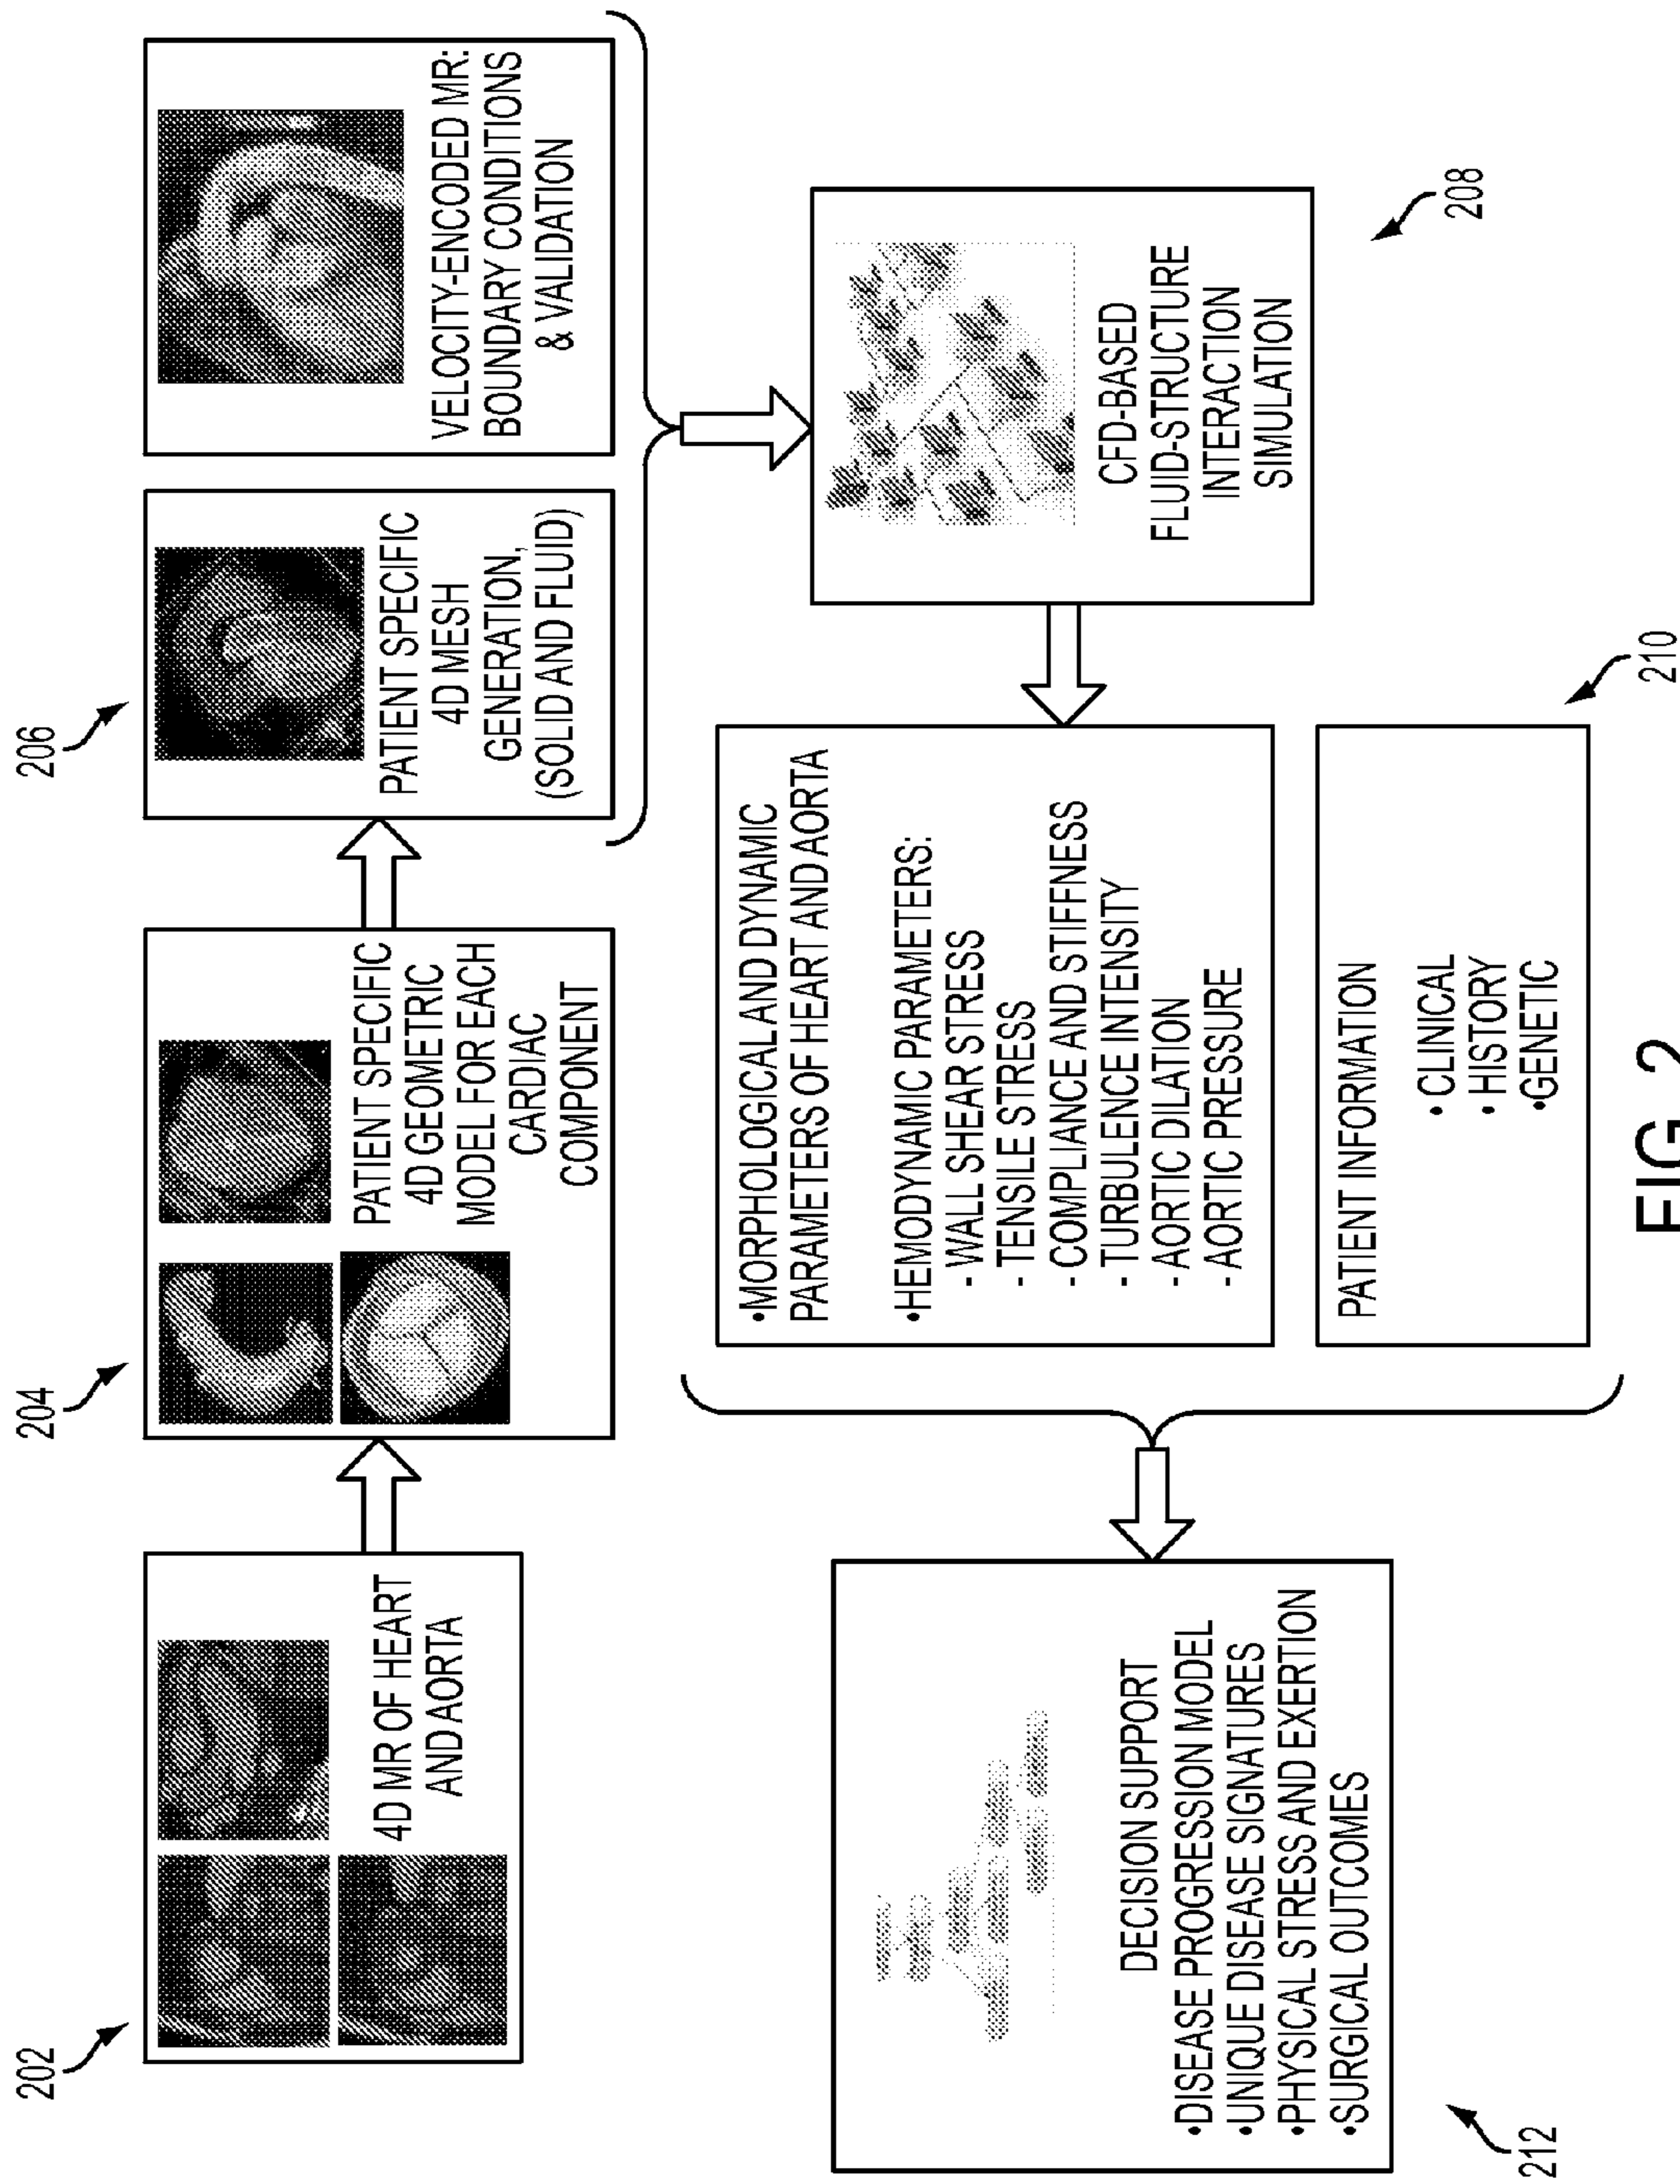 202
4D MR OF HEART
AND AORTA
204
PATIENT SPECIFIC
4D GEOMETRIC
MODEL FOR EACH
CARDIAC
COMPONENT
206
PATIENT SPECIFIC
4D MESH
GENERATION,
(SOLID AND FLUID)
VELOCITY-ENCODED MR:
BOUNDARY CONDITIONS
& VALIDATION
CFD-BASED
FLUID-STRUCTURE
INTERACTION
SIMULATION
208
•MORPHOLOGICAL AND DYNAMIC
PARAMETERS OF HEART AND AORTA
•HEMODYNAMIC PARAMETERS:
- WALL SHEAR STRESS
- TENSILE STRESS
- COMPLIANCE AND STIFFNESS
- TURBULENCE INTENSITY
- AORTIC DILATION
- AORTIC PRESSURE
PATIENT INFORMATION
• CLINICAL
• HISTORY
•GENETIC
210
DECISION SUPPORT
•DISEASE PROGRESSION MODEL
•UNIQUE DISEASE SIGNATURES
•PHYSICAL STRESS AND EXERTION
•SURGICAL OUTCOMES
212
FIG. 2